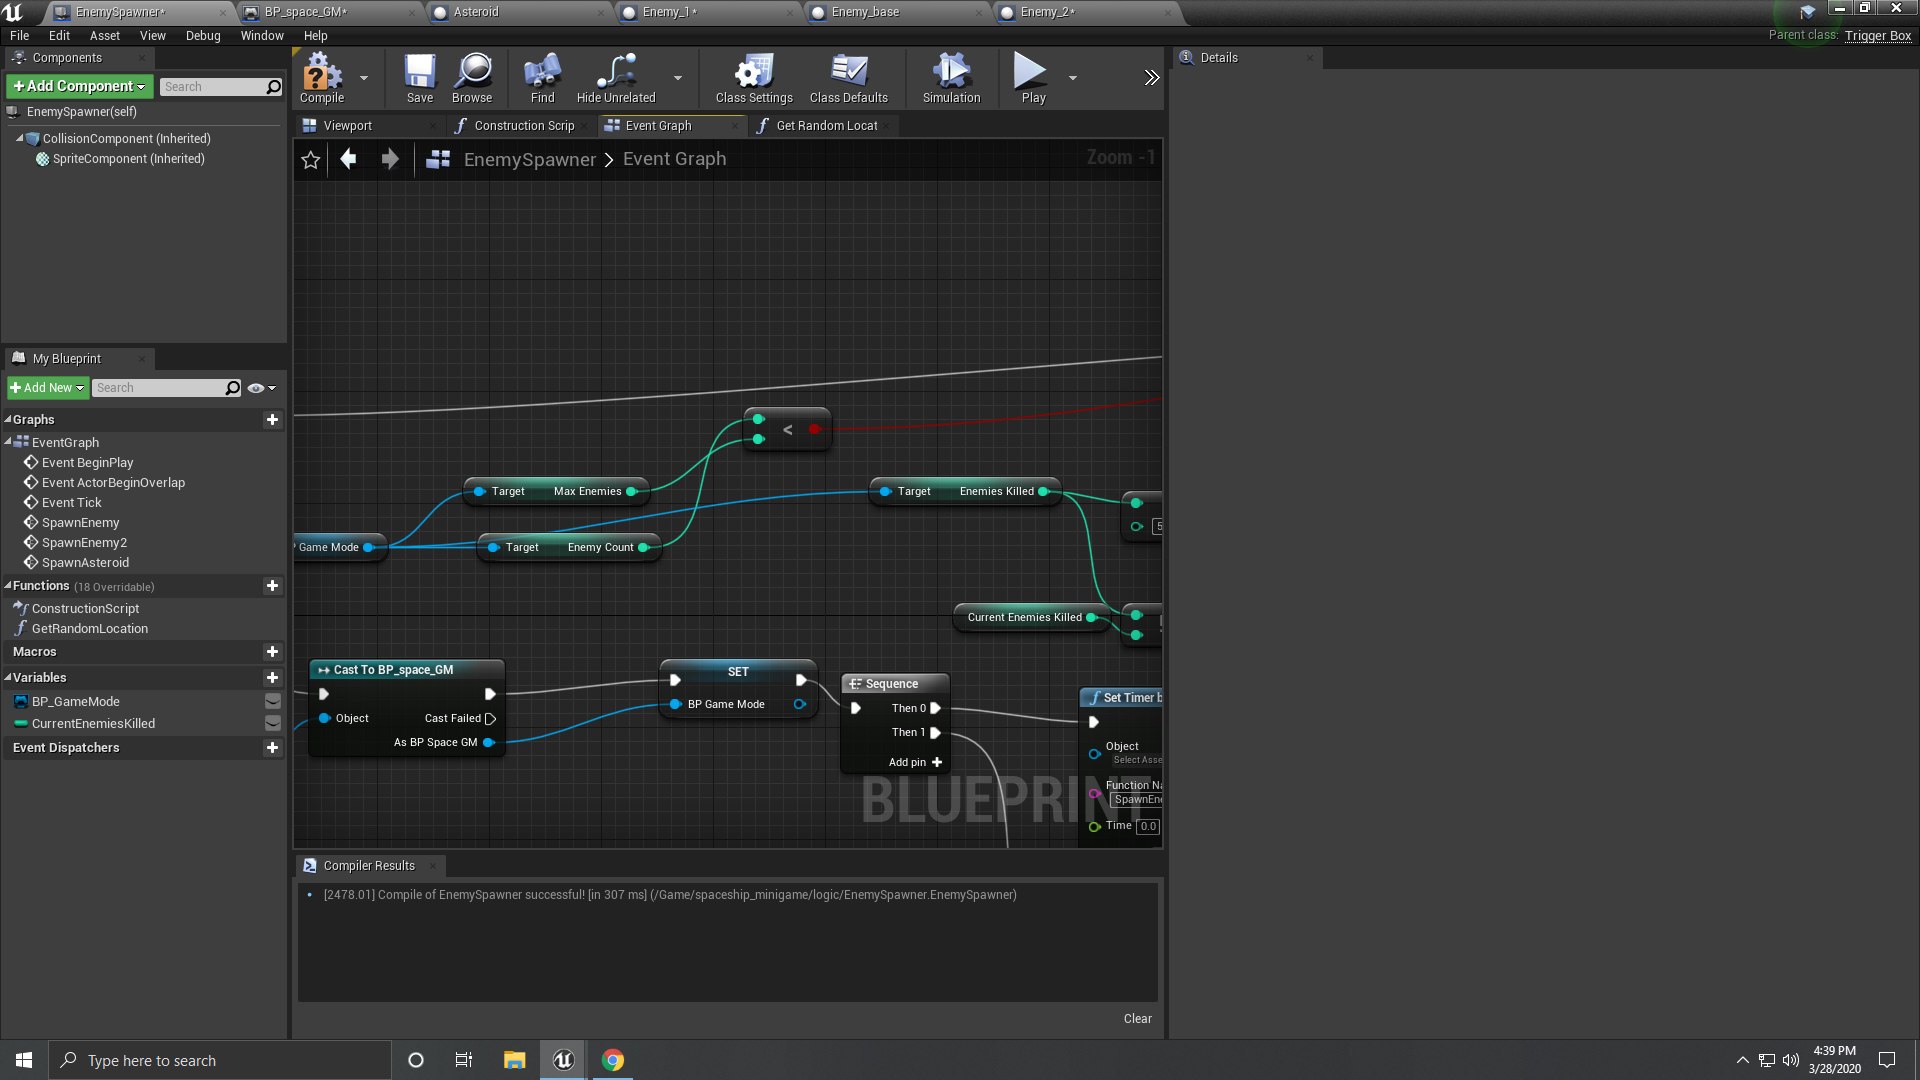 EnemySpawner*
BP_space_GM*
Asteroid
Enemy_1*
Enemy_base
Enemy_2*
File Edit Asset View Debug Window Help
Parent class: Trigger Box
Components
+ Add Component
Search
EnemySpawner(self)
CollisionComponent (Inherited)
SpriteComponent (Inherited)
Compile
Save
Browse
Find
Hide Unrelated
Class Settings
Class Defaults
Simulation
Play
Details
Viewport
Construction Scrip
Event Graph
Get Random Locat
EnemySpawner > Event Graph
Zoom -1
My Blueprint
+ Add New
Search
Graphs
EventGraph
Event BeginPlay
Event ActorBeginOverlap
Event Tick
SpawnEnemy
SpawnEnemy2
SpawnAsteroid
Functions (18 Overridable)
ConstructionScript
GetRandomLocation
Macros
Variables
BP_GameMode
CurrentEnemiesKilled
Event Dispatchers
<
Target Max Enemies
Target Enemies Killed
5
Game Mode
Target Enemy Count
Current Enemies Killed
Cast To BP_space_GM
Object
Cast Failed
As BP Space GM
SET
BP Game Mode
Sequence
Then 0
Then 1
Add pin +
Set Timer b
Object
Select Asse
Function Na
SpawnEne
Time 0.0
BLUEPRINT
Compiler Results
• [2478.01] Compile of EnemySpawner successful! [in 307 ms] (/Game/spaceship_minigame/logic/EnemySpawner.EnemySpawner)
Clear
Type here to search
4:39 PM
3/28/2020